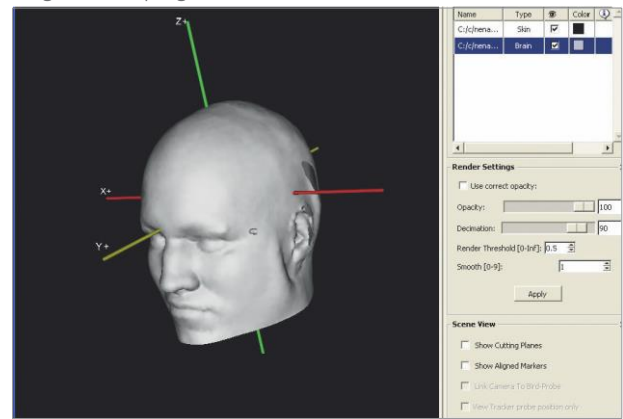 Z+
X+
Y+
Name Type Color
C:/c/nena... Skin
C:/c/nena... Brain
Render Settings
Use correct opacity:
Opacity: 100
Decimation: 90
Render Threshold [0-Inf]: 0.5
Smooth [0-9]: 1
Apply
Scene View
Show Cutting Planes
Show Aligned Markers
Link Camera To Bird-Probe
View Tracker probe position only